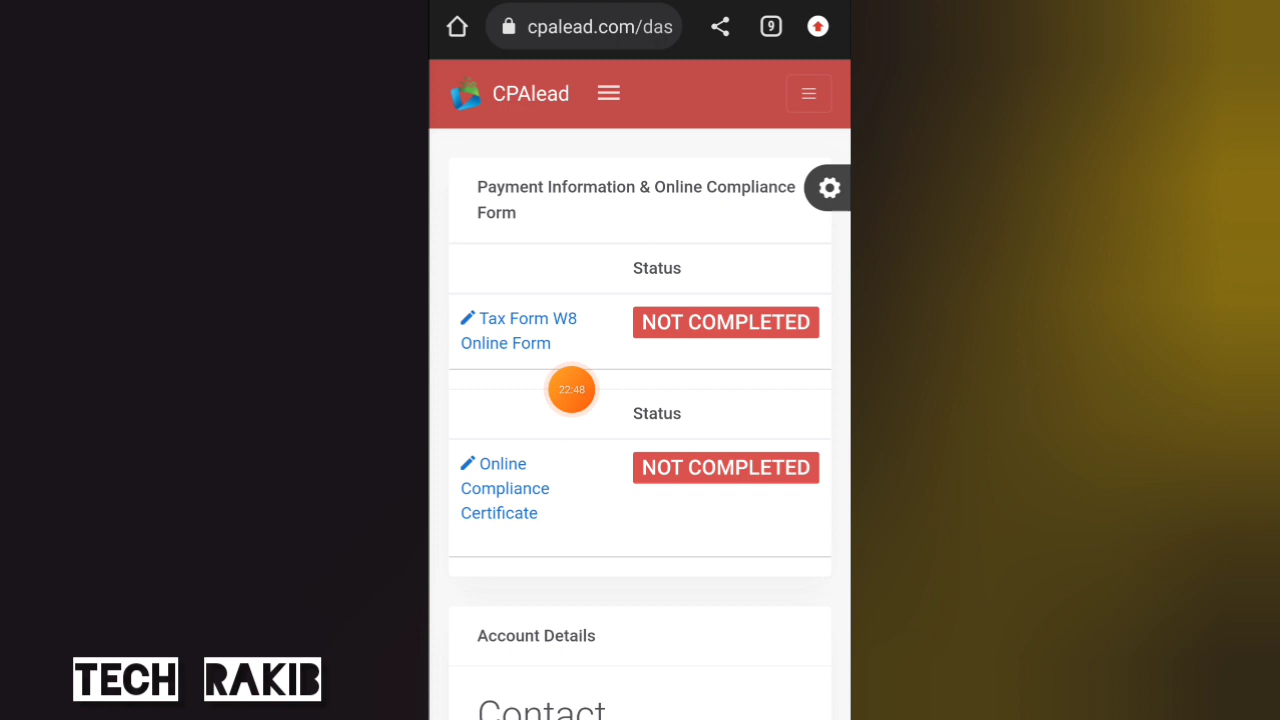 cpalead.com/das
9
CPAlead
Payment Information & Online Compliance
Form
Status
Tax Form W8
Online Form
NOT COMPLETED
22:48
Status
Online
Compliance
Certificate
NOT COMPLETED
Account Details
Contact
TECH RAKIB